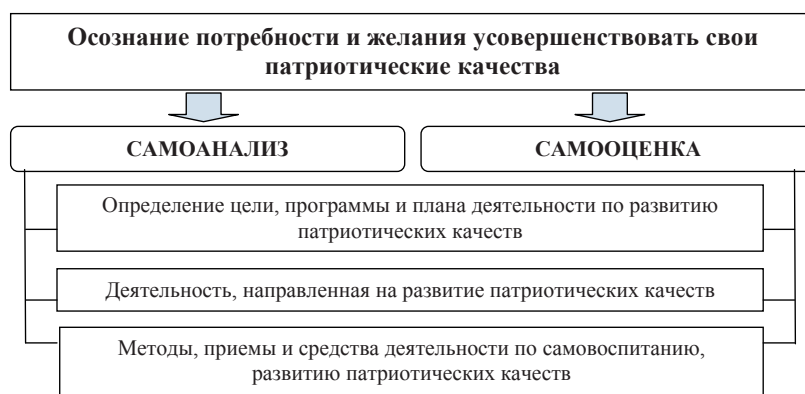 Осознание потребности и желания усовершенствовать свои
патриотические качества
САМОАНАЛИЗ
САМООЦЕНКА
Определение цели, программы и плана деятельности по развитию
патриотических качеств
Деятельность, направленная на развитие патриотических качеств
Методы, приемы и средства деятельности по самовоспитанию,
развитию патриотических качеств